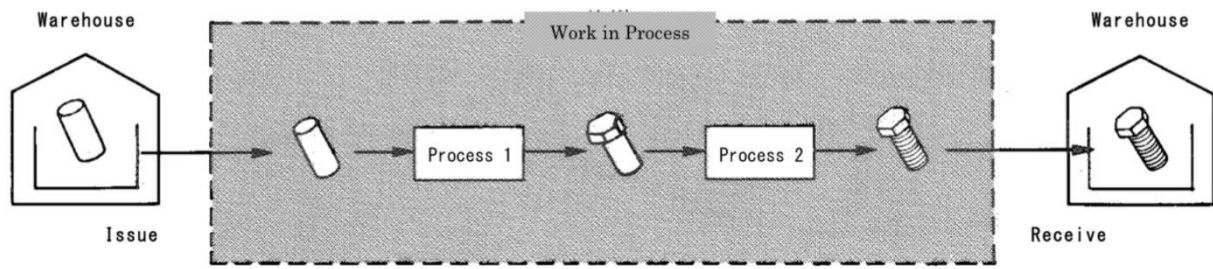 Warehouse
Work in Process
Warehouse
Process 1
Process 2
Issue
Receive